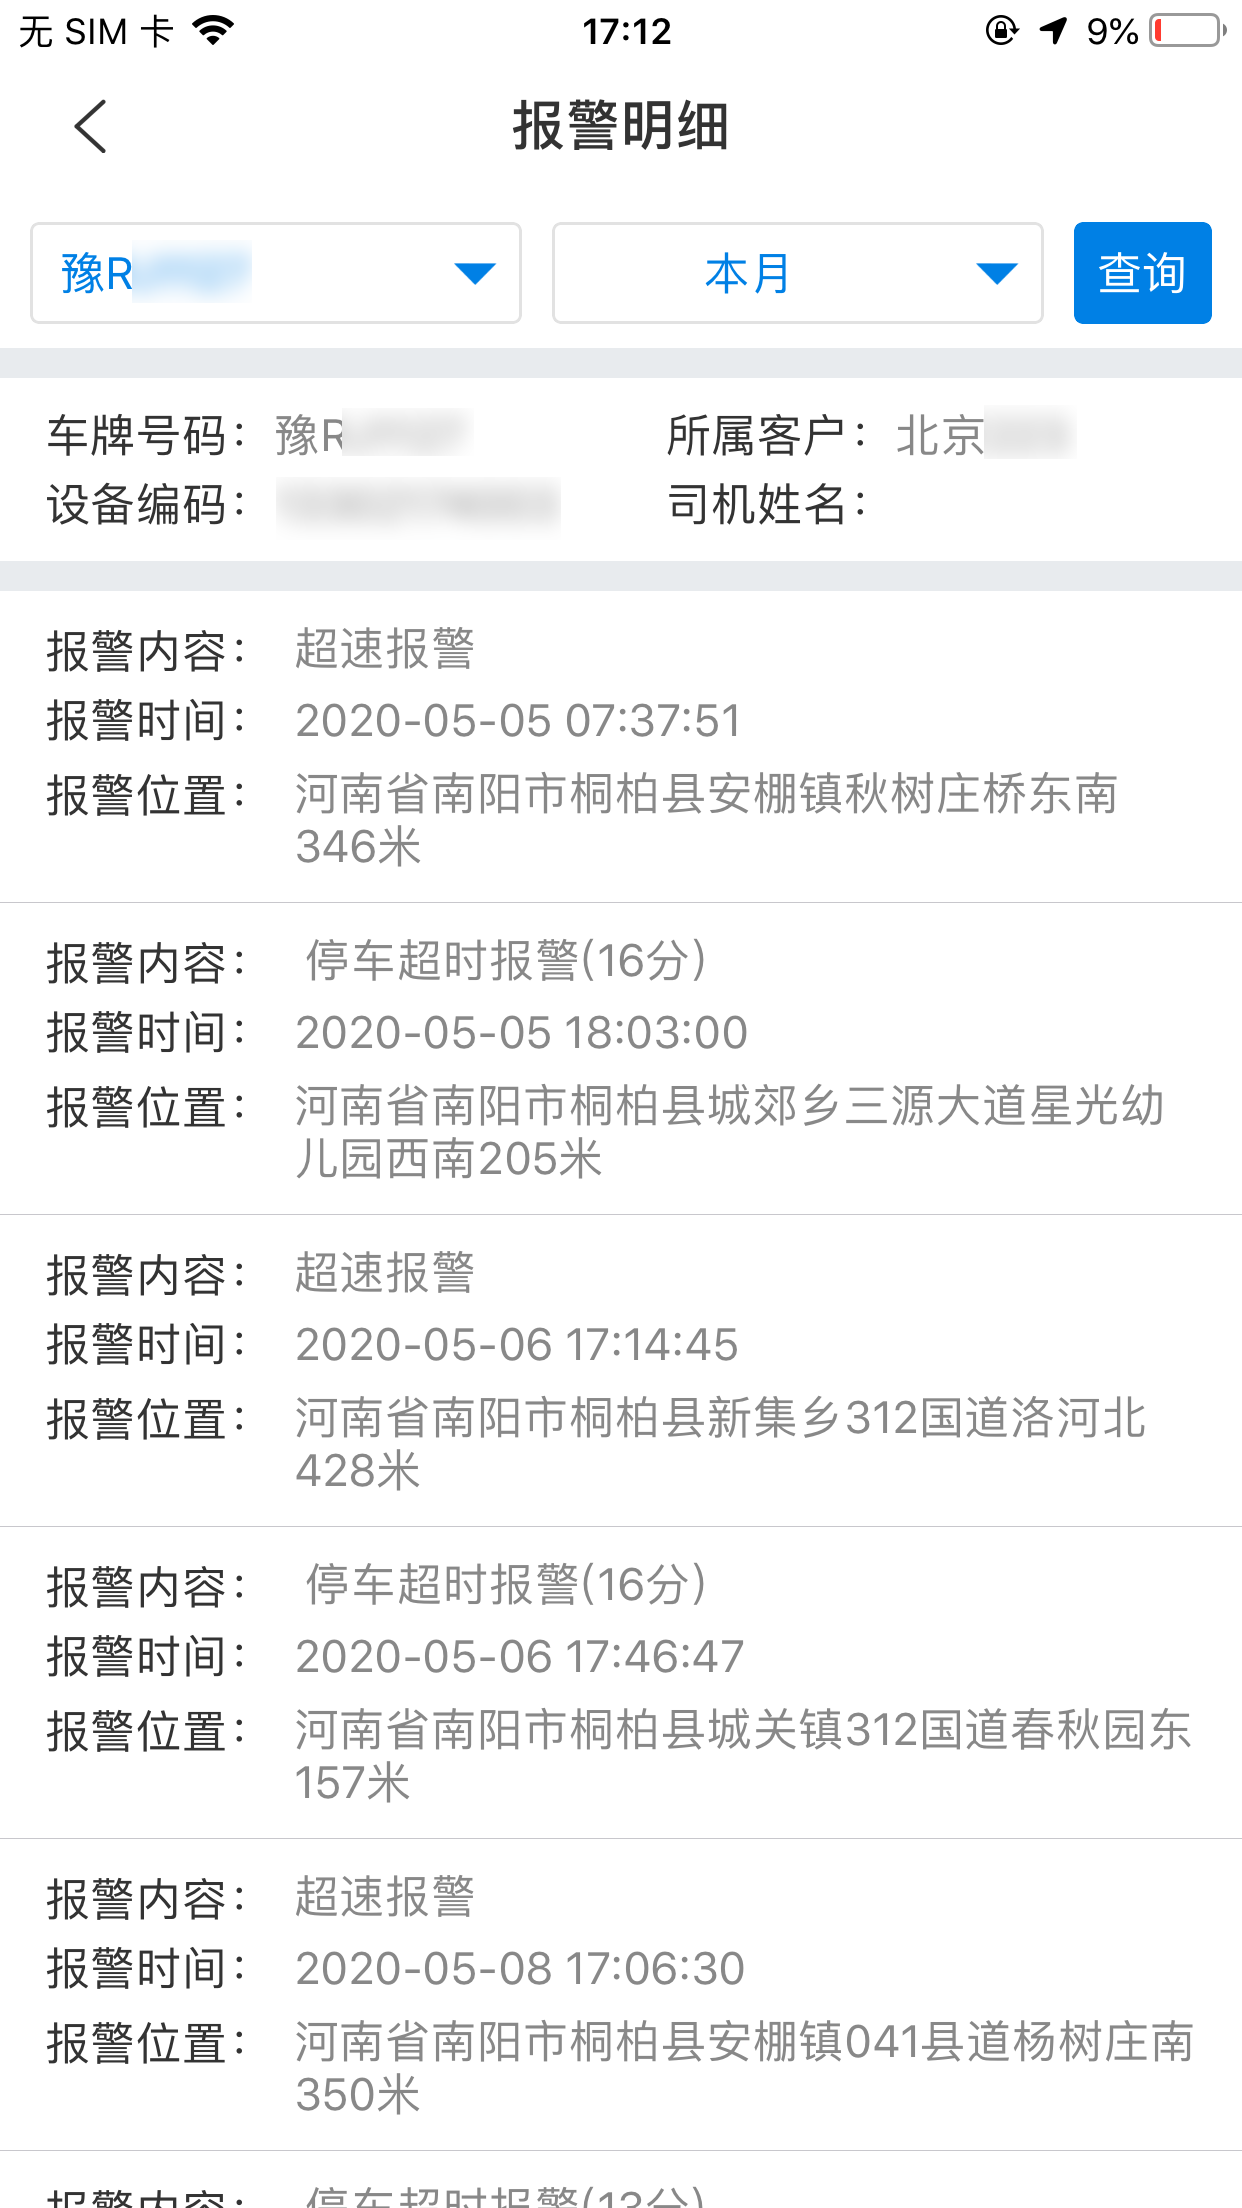 无 SIM 卡 17:12 9%
报警明细
豫R 本月 查询
车牌号码： 豫R 所属客户： 北京
设备编码： 司机姓名：
报警内容： 超速报警
报警时间： 2020-05-05 07:37:51
报警位置： 河南省南阳市桐柏县安棚镇秋树庄桥东南
346米
报警内容： 停车超时报警(16分)
报警时间： 2020-05-05 18:03:00
报警位置： 河南省南阳市桐柏县城郊乡三源大道星光幼
儿园西南205米
报警内容： 超速报警
报警时间： 2020-05-06 17:14:45
报警位置： 河南省南阳市桐柏县新集乡312国道洛河北
428米
报警内容： 停车超时报警(16分)
报警时间： 2020-05-06 17:46:47
报警位置： 河南省南阳市桐柏县城关镇312国道春秋园东
157米
报警内容： 超速报警
报警时间： 2020-05-08 17:06:30
报警位置： 河南省南阳市桐柏县安棚镇041县道杨树庄南
350米
报警内容： 停车超时报警(13分)